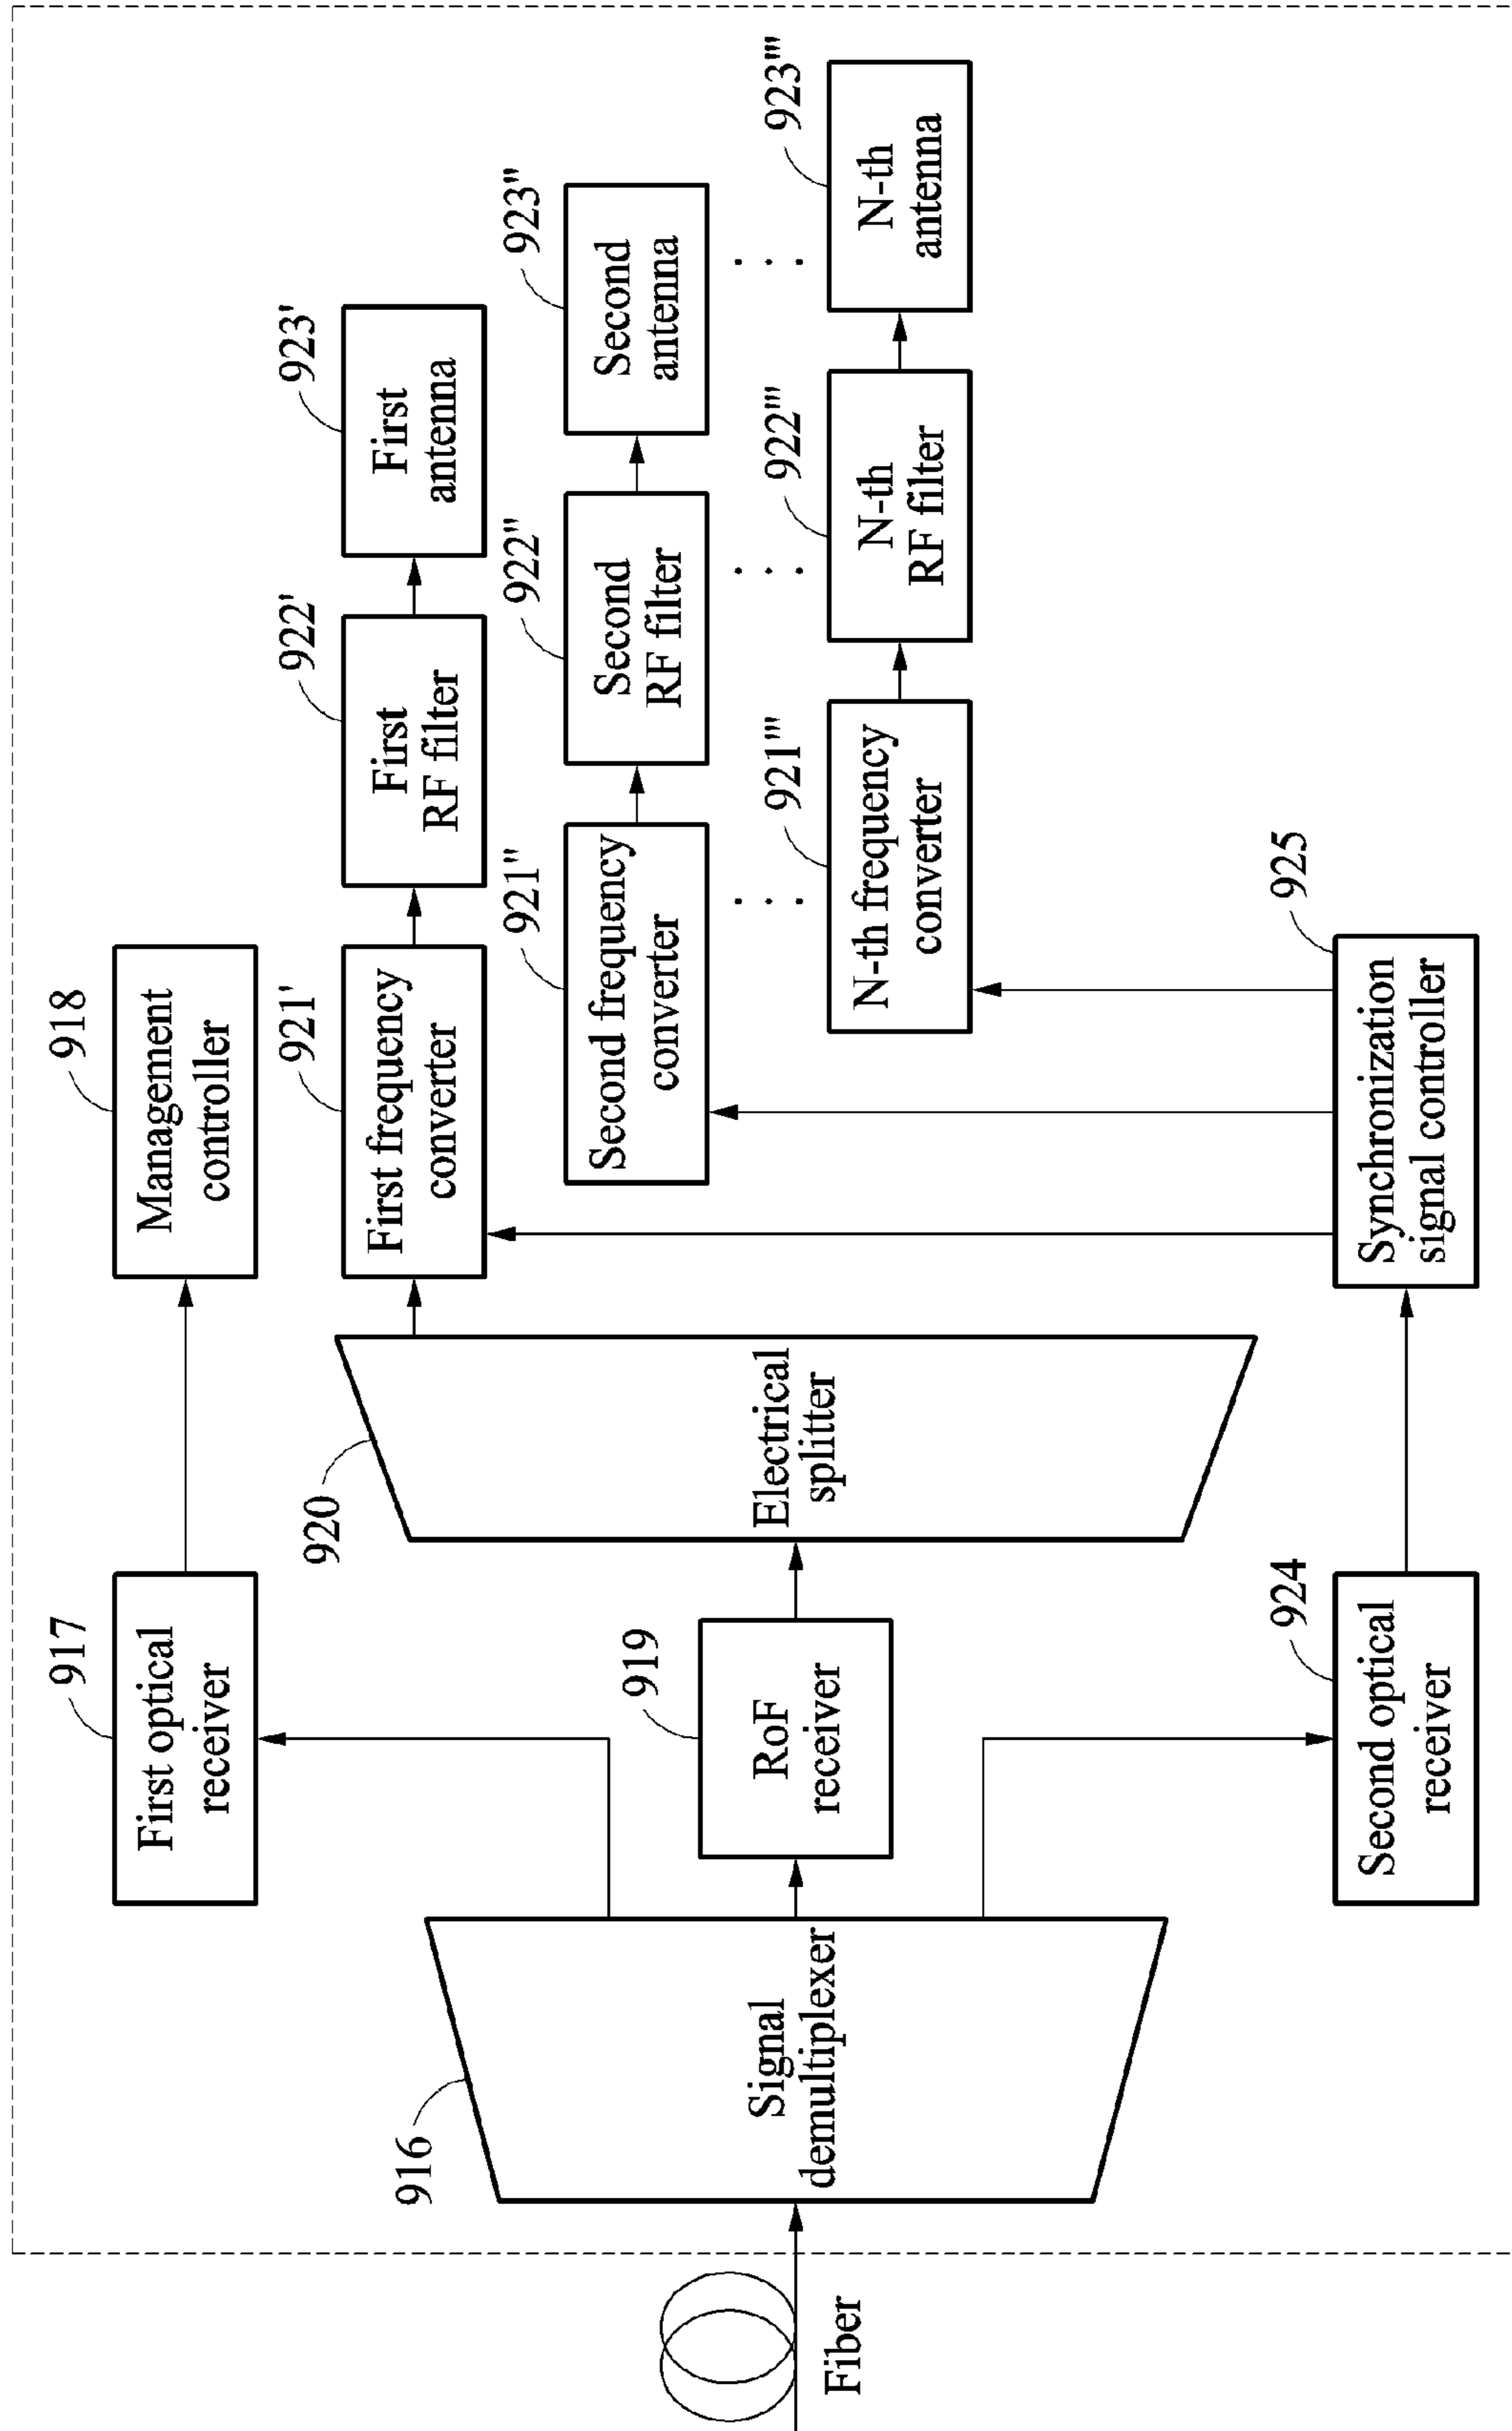 Fiber
916
Signal
demultiplexer
917
First optical
receiver
918
Management
controller
919
RoF
receiver
920
Electrical
splitter
921'
First frequency
converter
922'
First
RF filter
923'
First
antenna
921"
Second frequency
converter
922"
Second
RF filter
923"
Second
antenna
. . .
. . .
. . .
921'"
N-th frequency
converter
922'"
N-th
RF filter
923'"
N-th
antenna
924
Second optical
receiver
925
Synchronization
signal controller